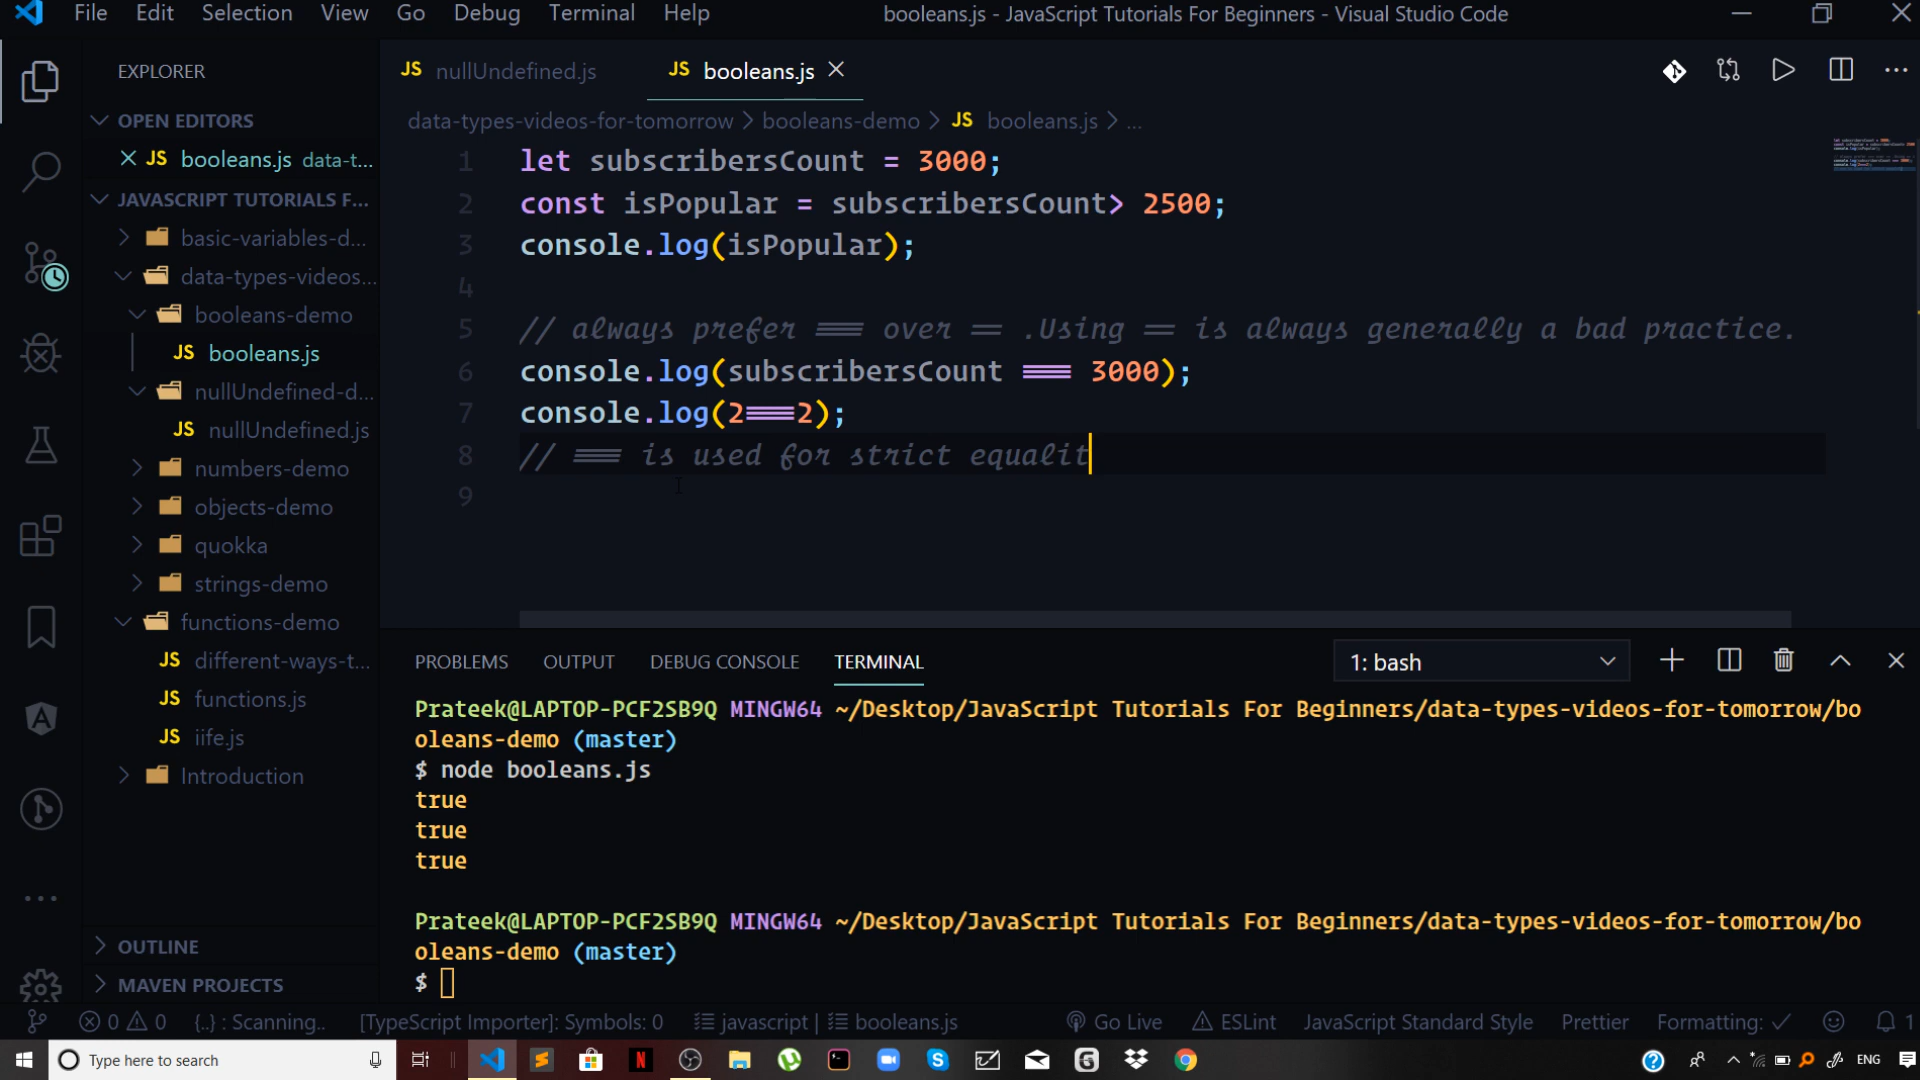 File Edit Selection View Go Debug Terminal Help booleans.js - JavaScript Tutorials For Beginners - Visual Studio Code
EXPLORER
OPEN EDITORS
JS booleans.js data-t...
JAVASCRIPT TUTORIALS F...
basic-variables-d...
data-types-videos...
booleans-demo
JS booleans.js
nullUndefined-d...
JS nullUndefined.js
numbers-demo
objects-demo
quokka
strings-demo
functions-demo
JS different-ways-t...
JS functions.js
JS iife.js
Introduction
OUTLINE
MAVEN PROJECTS
JS nullUndefined.js JS booleans.js
data-types-videos-for-tomorrow > booleans-demo > JS booleans.js > ...
1 let subscribersCount = 3000;
2 const isPopular = subscribersCount> 2500;
3 console.log(isPopular);
4
5 // always prefer === over == .Using == is always generally a bad practice.
6 console.log(subscribersCount === 3000);
7 console.log(2===2);
8 // === is used for strict equalit
9
PROBLEMS OUTPUT DEBUG CONSOLE TERMINAL 1: bash
Prateek@LAPTOP-PCF2SB9Q MINGW64 ~/Desktop/JavaScript Tutorials For Beginners/data-types-videos-for-tomorrow/bo
oleans-demo (master)
$ node booleans.js
true
true
true
Prateek@LAPTOP-PCF2SB9Q MINGW64 ~/Desktop/JavaScript Tutorials For Beginners/data-types-videos-for-tomorrow/bo
oleans-demo (master)
$
0 0 {..} : Scanning.. [TypeScript Importer]: Symbols: 0 javascript | booleans.js Go Live ESLint JavaScript Standard Style Prettier Formatting: ✓ 1
Type here to search ENG